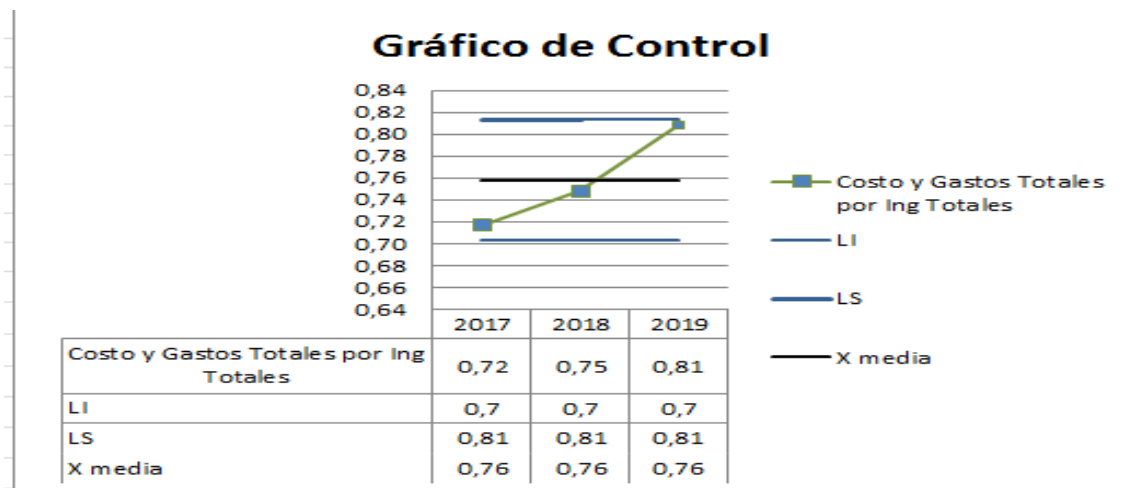 Gráfico de Control
0,84
0,82
0,80
0,78
0,76
0,74
0,72
0,70
0,68
0,66
0,64
Costo y Gastos Totales
por Ing Totales
LI
LS
X media
2017 2018 2019
Costo y Gastos Totales por Ing
Totales
0,72 0,75 0,81
LI 0,7 0,7 0,7
LS 0,81 0,81 0,81
X media 0,76 0,76 0,76